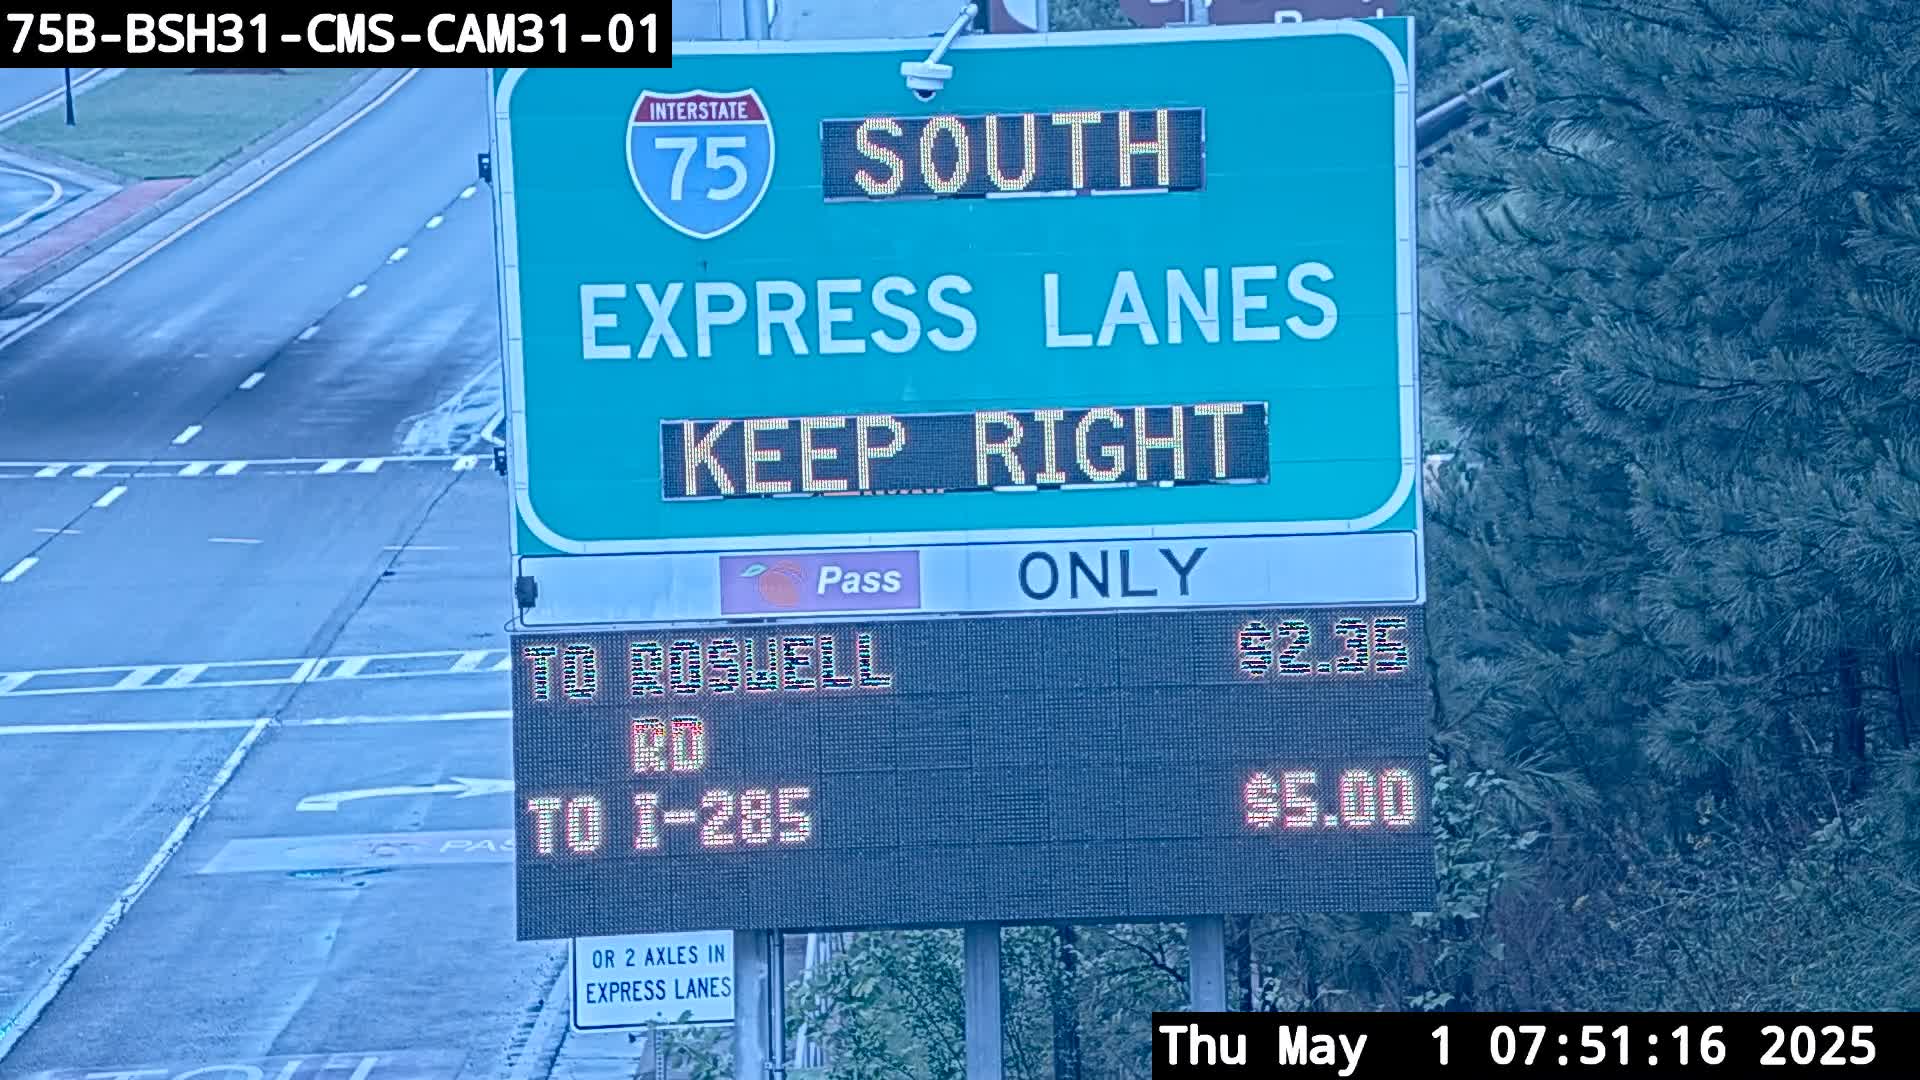 75B-BSH31-CMS-CAM31-01
INTERSTATE
75
SOUTH
EXPRESS LANES
KEEP RIGHT
Pass ONLY
TO ROSWELL $2.35
RD
TO I-285 $5.00
OR 2 AXLES IN
EXPRESS LANES
Thu May 1 07:51:16 2025